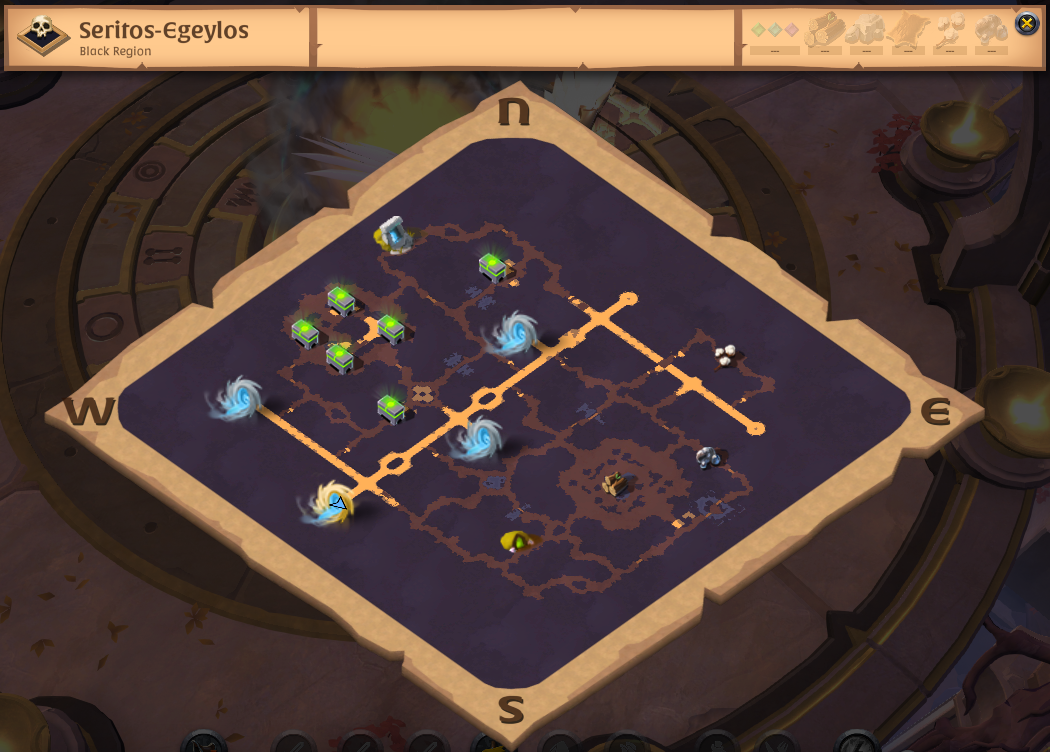 Seritos-Egeylos
Black Region
--- --- --- --- --- ---
N
W
E
S